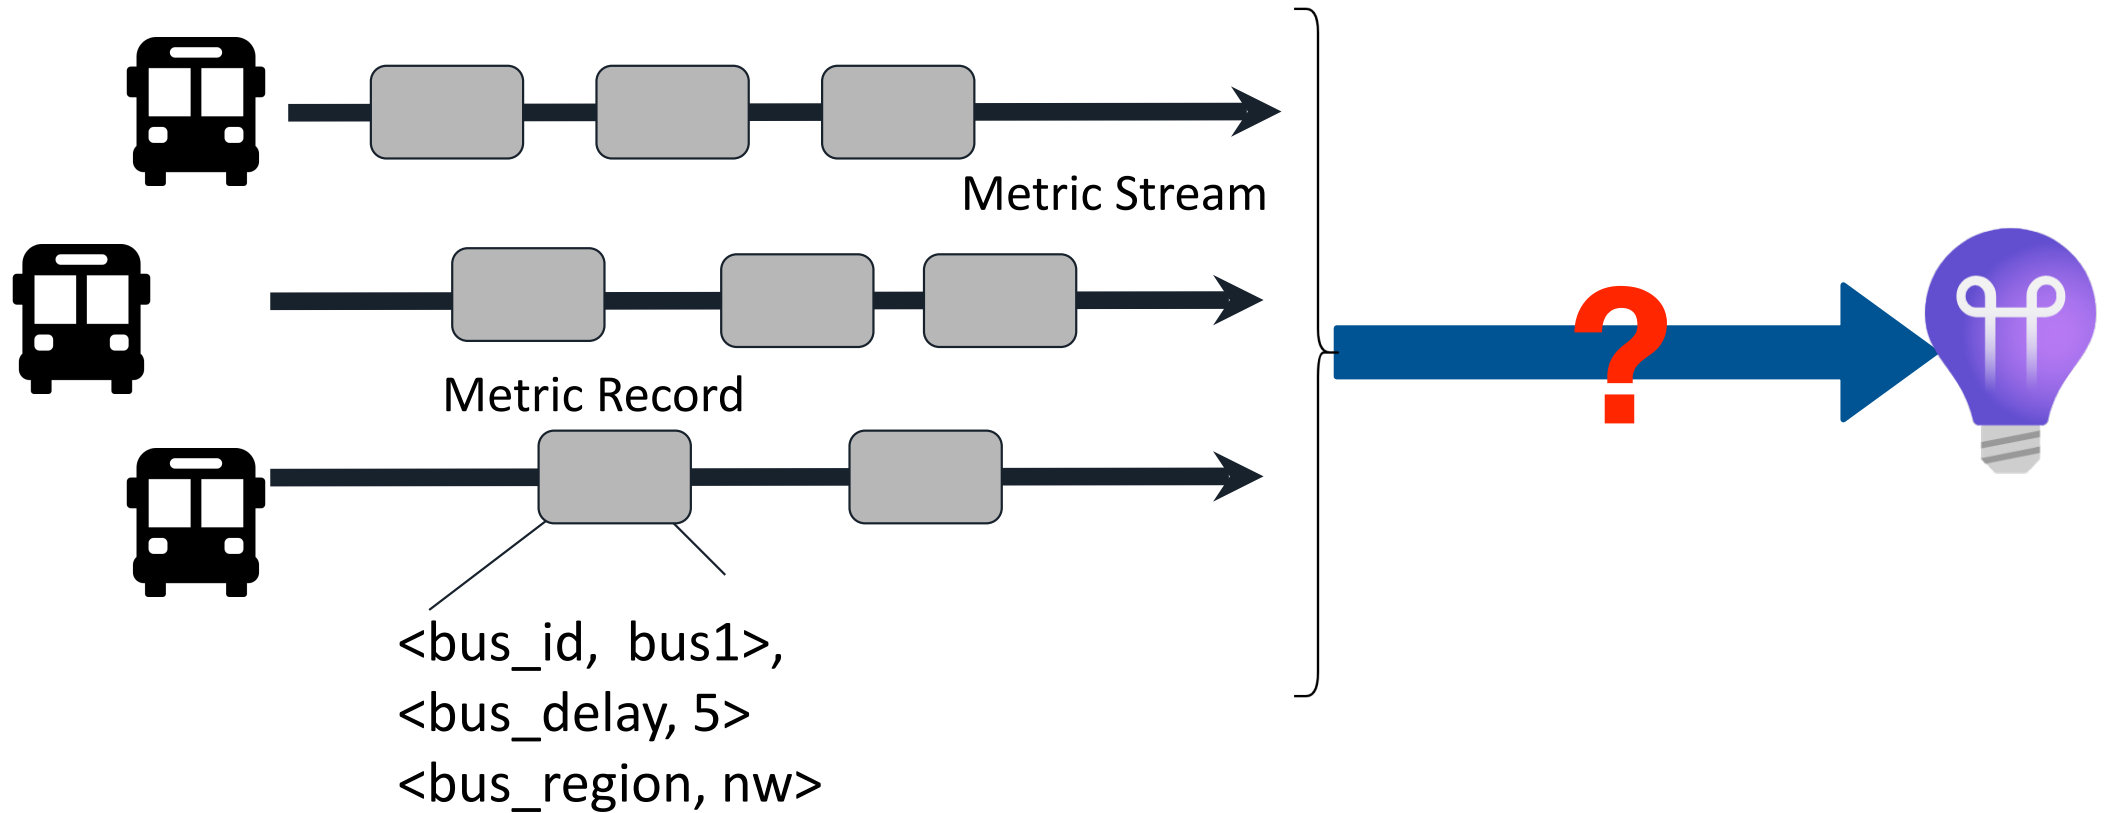 Metric Stream
?
Metric Record
<bus_id,  bus1>,
<bus_delay, 5>
<bus_region, nw>